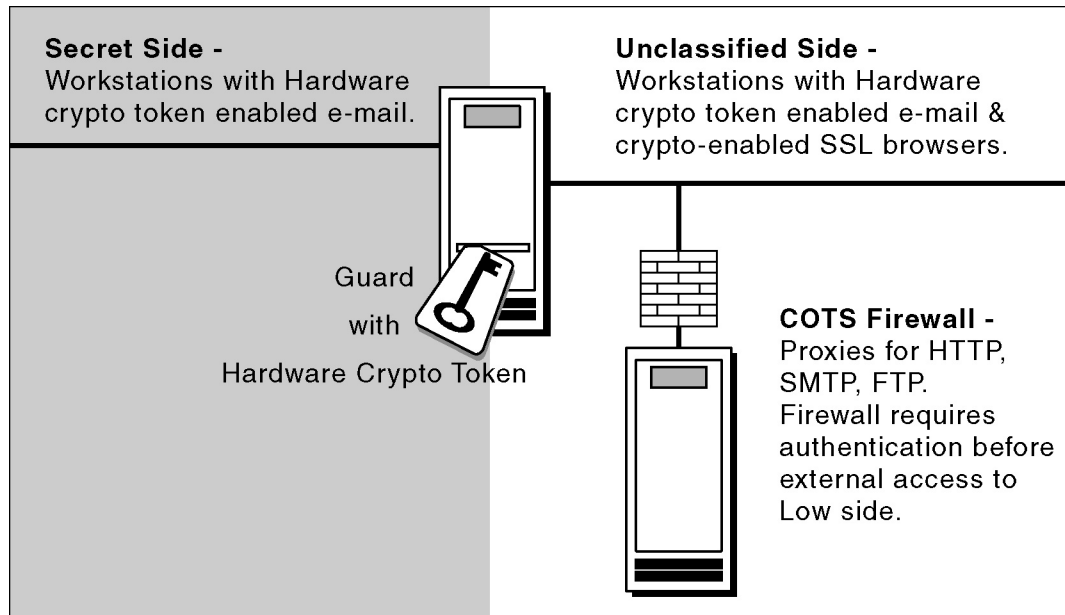 Secret Side -
Workstations with Hardware
crypto token enabled e-mail.
Unclassified Side -
Workstations with Hardware
crypto token enabled e-mail &
crypto-enabled SSL browsers.
Guard
with
Hardware Crypto Token
COTS Firewall -
Proxies for HTTP,
SMTP, FTP.
Firewall requires
authentication before
external access to
Low side.